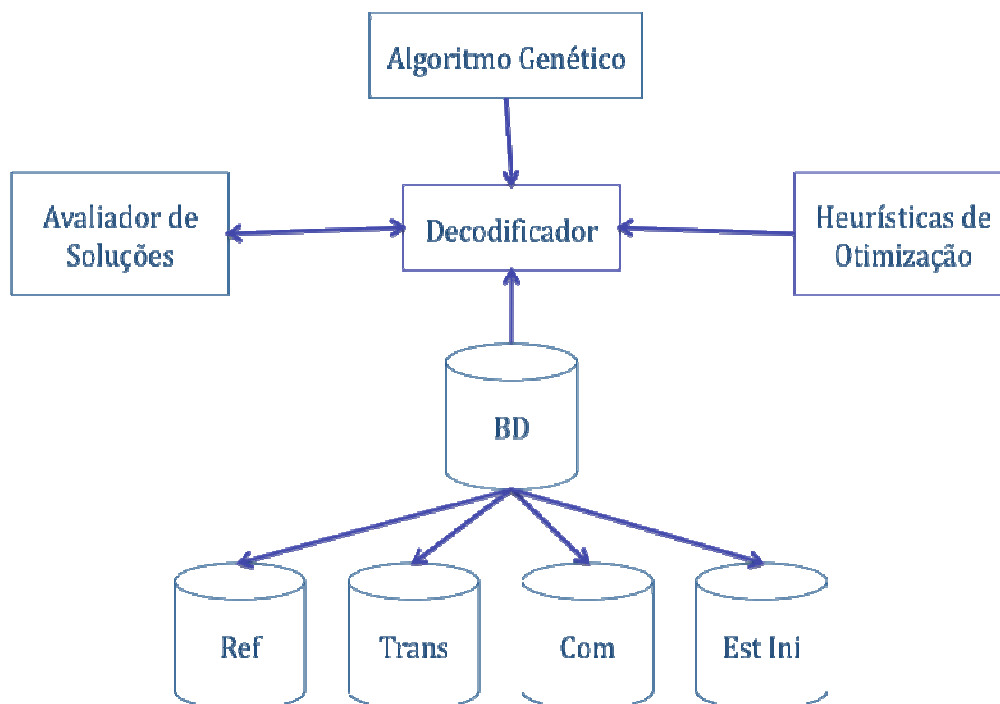 Algoritmo Genético
Avaliador de
Soluções
Decodificador
Heurísticas de
Otimização
BD
Ref
Trans
Com
Est Ini